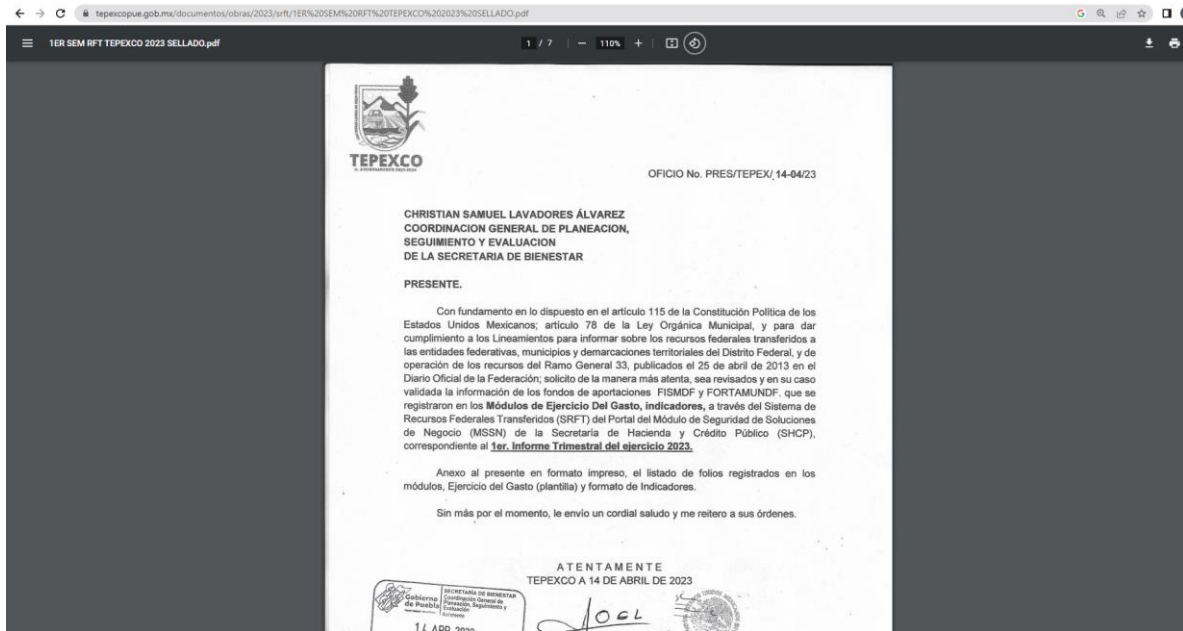 tepexcopue.gob.mx/documentos/obras/2023/srft/1ER%20SEM%20RFT%20TEPEXCO%202023%20SELLADO.pdf
1ER SEM RFT TEPEXCO 2023 SELLADO.pdf
1 / 7
110%
TEPEXCO
OFICIO No. PRES/TEPEX/ 14-04/23
CHRISTIAN SAMUEL LAVADORES ÁLVAREZ
COORDINACION GENERAL DE PLANEACION,
SEGUIMIENTO Y EVALUACION
DE LA SECRETARIA DE BIENESTAR
PRESENTE.
Con fundamento en lo dispuesto en el artículo 115 de la Constitución Política de los
Estados Unidos Mexicanos; artículo 78 de la Ley Orgánica Municipal, y para dar
cumplimiento a los Lineamientos para informar sobre los recursos federales transferidos a
las entidades federativas, municipios y demarcaciones territoriales del Distrito Federal, y de
operación de los recursos del Ramo General 33, publicados el 25 de abril de 2013 en el
Diario Oficial de la Federación; solicito de la manera más atenta, sea revisados y en su caso
validada la información de los fondos de aportaciones FISMDF y FORTAMUNDF. que se
registraron en los Módulos de Ejercicio Del Gasto, indicadores, a través del Sistema de
Recursos Federales Transferidos (SRFT) del Portal del Módulo de Seguridad de Soluciones
de Negocio (MSSN) de la Secretaría de Hacienda y Crédito Público (SHCP),
correspondiente al 1er. Informe Trimestral del ejercicio 2023.
Anexo al presente en formato impreso, el listado de folios registrados en los
módulos, Ejercicio del Gasto (plantilla) y formato de Indicadores.
Sin más por el momento, le envío un cordial saludo y me reitero a sus órdenes.
A T E N T A M E N T E
TEPEXCO A 14 DE ABRIL DE 2023
Gobierno
de Puebla
SECRETARÍA DE BIENESTAR
Coordinación General de
Planeación, Seguimiento y
Evaluación
14 APR
JOEL